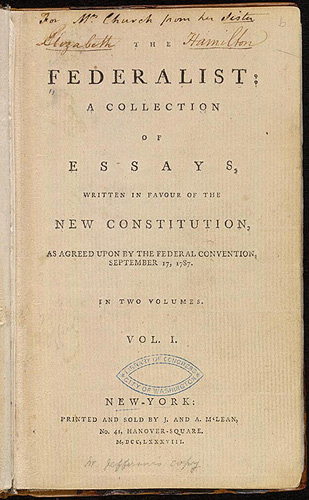 For Mrs Church from her Sister
Elizabeth Hamilton
THE
FEDERALIST:
A COLLECTION
OF
ESSAYS,
WRITTEN IN FAVOUR OF THE
NEW CONSTITUTION,
AS AGREED UPON BY THE FEDERAL CONVENTION,
SEPTEMBER 17, 1787.
IN TWO VOLUMES.
VOL. I.
LIBRARY OF CONGRESS
CITY OF WASHINGTON
NEW-YORK:
PRINTED AND SOLD BY J. AND A. M‘LEAN,
No. 41, HANOVER-SQUARE.
M,DCC,LXXXVIII.
Mr Jefferson's copy